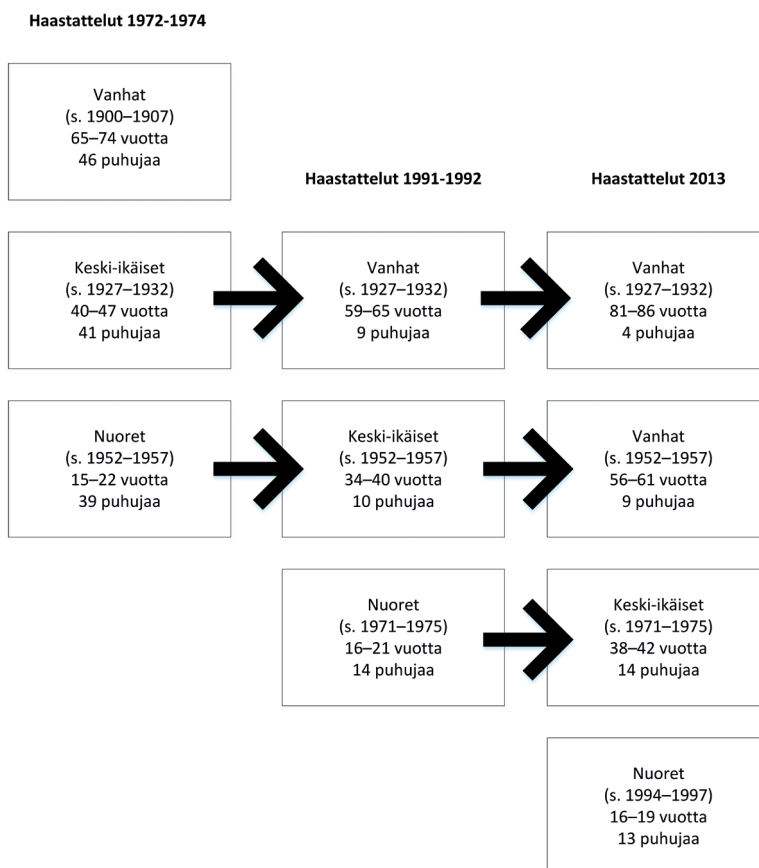 Haastattelut 1972-1974
Vanhat
(s. 1900–1907)
65–74 vuotta
46 puhujaa
Keski-ikäiset
(s. 1927–1932)
40–47 vuotta
41 puhujaa
Nuoret
(s. 1952–1957)
15–22 vuotta
39 puhujaa
Haastattelut 1991-1992
Vanhat
(s. 1927–1932)
59–65 vuotta
9 puhujaa
Keski-ikäiset
(s. 1952–1957)
34–40 vuotta
10 puhujaa
Nuoret
(s. 1971–1975)
16–21 vuotta
14 puhujaa
Haastattelut 2013
Vanhat
(s. 1927–1932)
81–86 vuotta
4 puhujaa
Vanhat
(s. 1952–1957)
56–61 vuotta
9 puhujaa
Keski-ikäiset
(s. 1971–1975)
38–42 vuotta
14 puhujaa
Nuoret
(s. 1994–1997)
16–19 vuotta
13 puhujaa